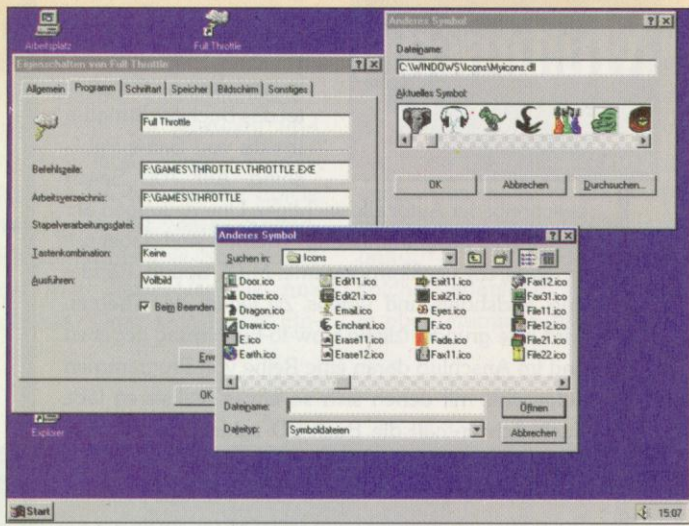 Arbeitsplatz
Full Throttle
Eigenschaften von Full Throttle
Allgemein Programm Schriftart Speicher Bildschirm Sonstiges
Full Throttle
Befehlszeile: F:\GAMES\THROTTLE\THROTTLE.EXE
Arbeitsverzeichnis: F:\GAMES\THROTTLE
Stapelverarbeitungsdatei:
Tastenkombination: Keine
Ausführen: Vollbild
Beim Beenden
OK
Explorer
Anderes Symbol
Dateiname:
C:\WINDOWS\Icons\Myicons.dll
Aktuelles Symbol:
OK Abbrechen Durchsuchen...
Anderes Symbol
Suchen in: Icons
Door.ico Edit11.ico Exit11.ico Fax12.ico
Dozer.ico Edit21.ico Exit21.ico Fax31.ico
Dragon.ico Email.ico Eyes.ico File11.ico
Draw.ico Enchant.ico F.ico File12.ico
E.ico Erase11.ico Fade.ico File21.ico
Earth.ico Erase12.ico Fax11.ico File22.ico
Dateiname: Öffnen
Dateityp: Symboldateien Abbrechen
Start 15:07